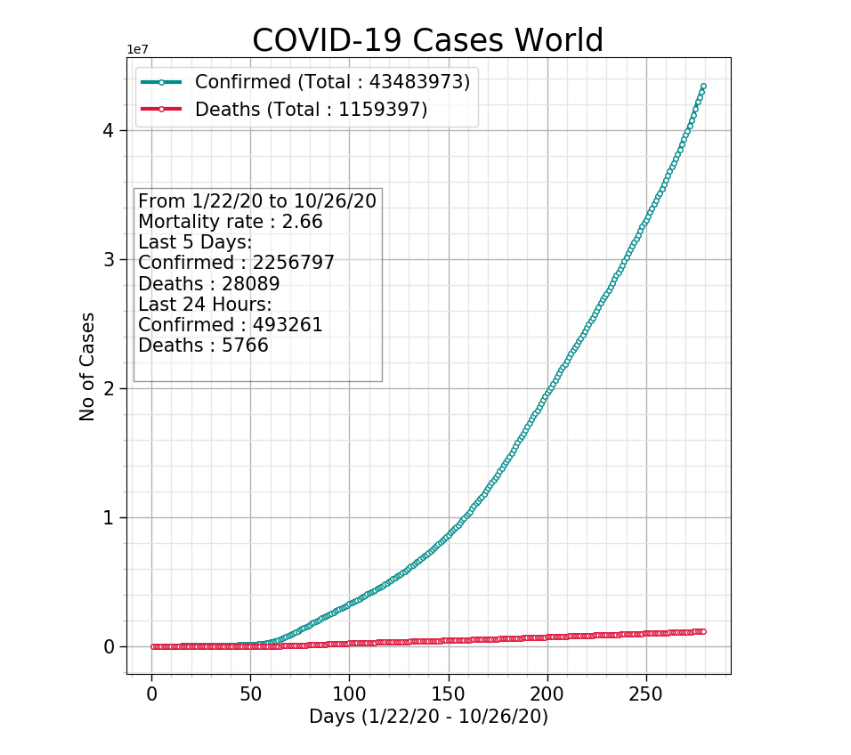 COVID-19 Cases World
1e7
Confirmed (Total : 43483973)
Deaths (Total : 1159397)
From 1/22/20 to 10/26/20
Mortality rate : 2.66
Last 5 Days:
Confirmed : 2256797
Deaths : 28089
Last 24 Hours:
Confirmed : 493261
Deaths : 5766
No of Cases
4
3
2
1
0
0 50 100 150 200 250
Days (1/22/20 - 10/26/20)